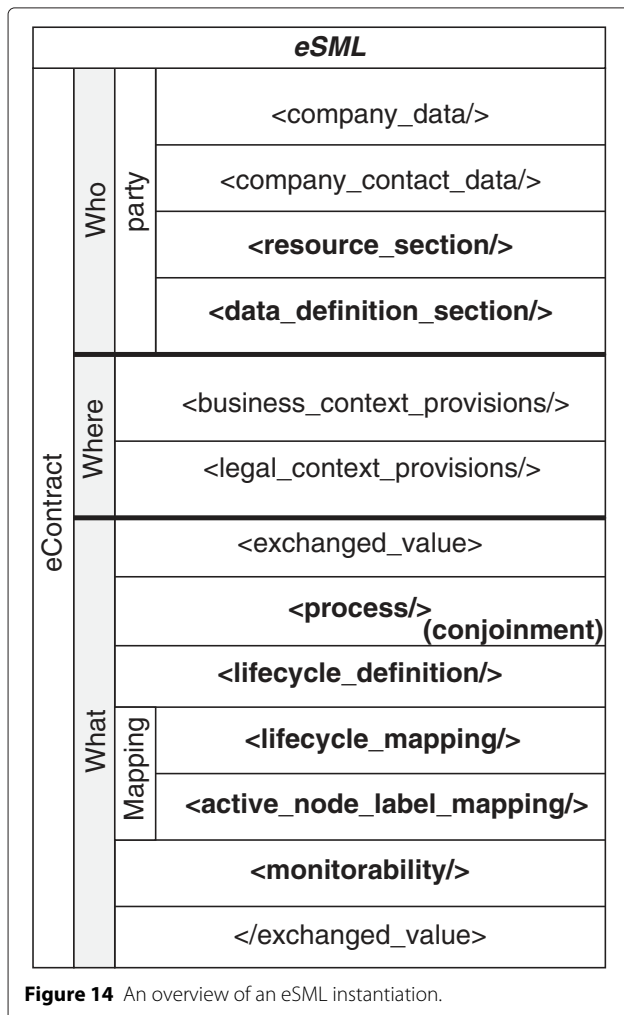 eSML
eContract
Who
party
<company_data/>
<company_contact_data/>
<resource_section/>
<data_definition_section/>
Where
<business_context_provisions/>
<legal_context_provisions/>
What
<exchanged_value>
<process/>
(conjoinment)
<lifecycle_definition/>
Mapping
<lifecycle_mapping/>
<active_node_label_mapping/>
<monitorability/>
</exchanged_value>
Figure 14 An overview of an eSML instantiation.